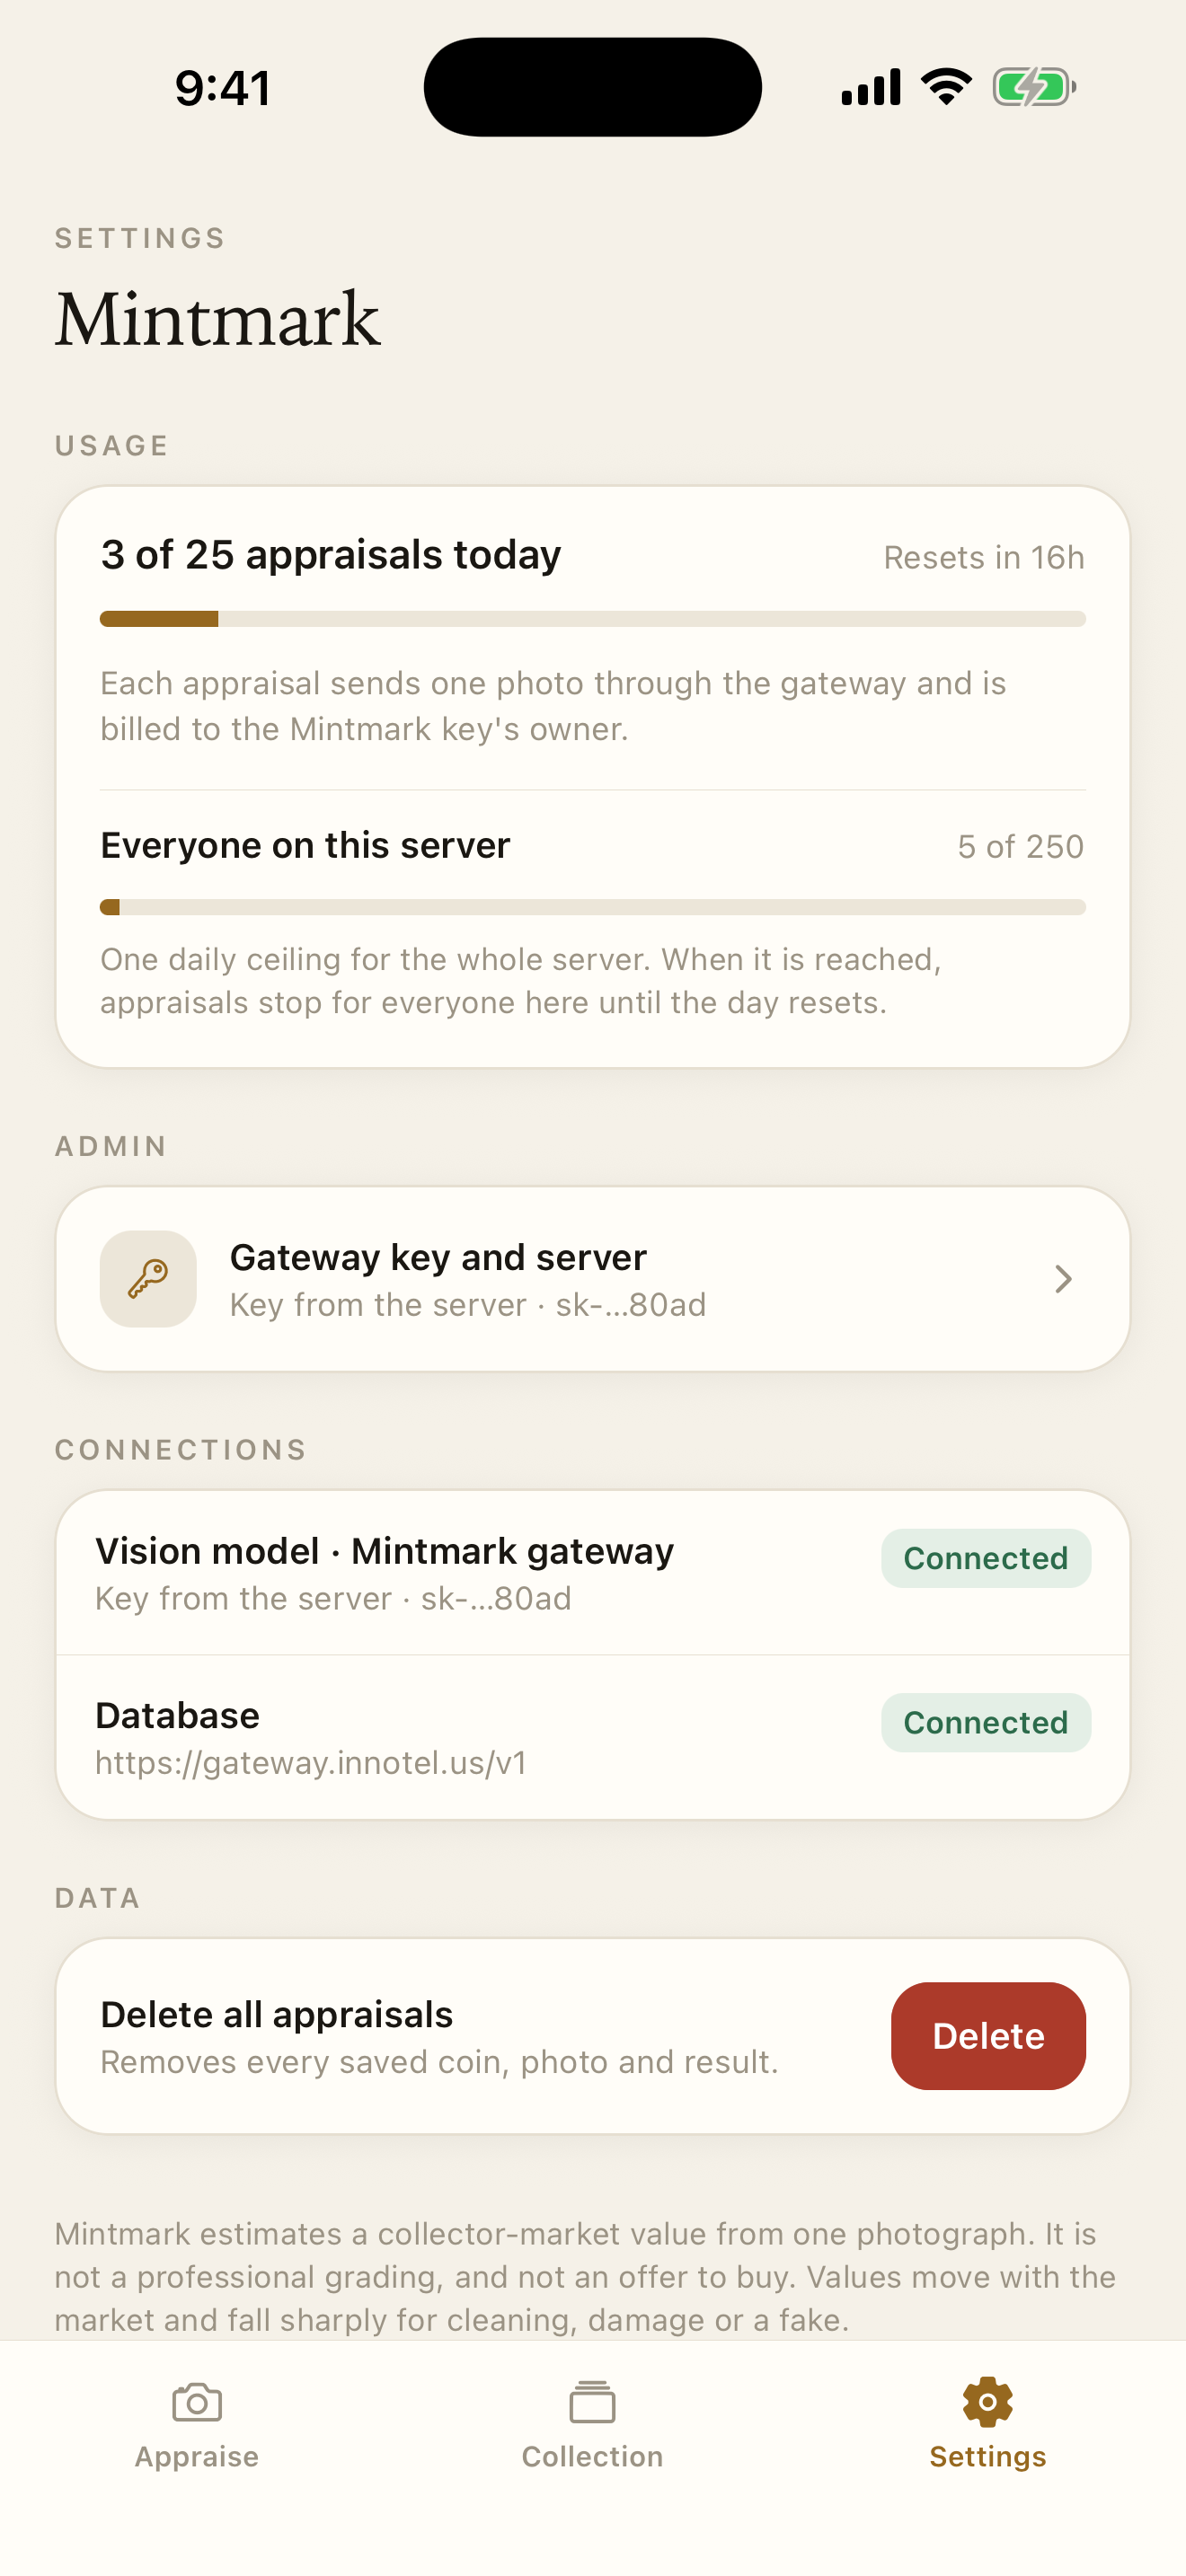 9:41
SETTINGS
Mintmark
USAGE
3 of 25 appraisals today
Resets in 16h
Each appraisal sends one photo through the gateway and is
billed to the Mintmark key's owner.
Everyone on this server
5 of 250
One daily ceiling for the whole server. When it is reached,
appraisals stop for everyone here until the day resets.
ADMIN
Gateway key and server
Key from the server · sk-...80ad
CONNECTIONS
Vision model · Mintmark gateway
Connected
Key from the server · sk-...80ad
Database
Connected
https://gateway.innotel.us/v1
DATA
Delete all appraisals
Removes every saved coin, photo and result.
Delete
Mintmark estimates a collector-market value from one photograph. It is
not a professional grading, and not an offer to buy. Values move with the
market and fall sharply for cleaning, damage or a fake.
Appraise
Collection
Settings